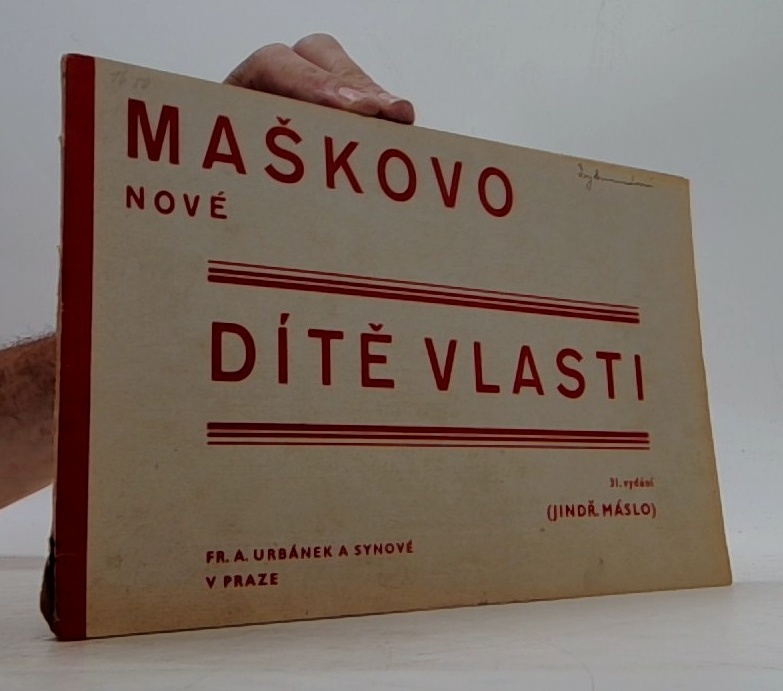 MAŠKOVO
NOVÉ
DÍTĚ VLASTI
31. vydání
(JINDŘ. MÁSLO)
FR. A. URBÁNEK A SYNOVÉ
V PRAZE